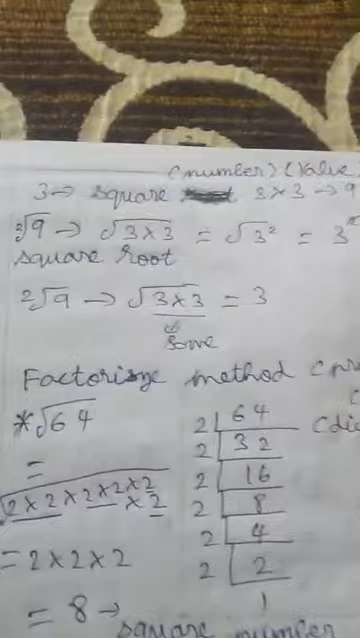 (number) (Value)
3 → square 3 × 3 → 9
²√9 → √3×3 = √3² = 3
square root
²√9 → √3×3 = 3
same
Factorisze method
*√64
= √2×2×2×2×2×2
= 2×2×2
= 8 →
square number
2 | 64
2 | 32
2 | 16
2 | 8
2 | 4
2 | 2
1